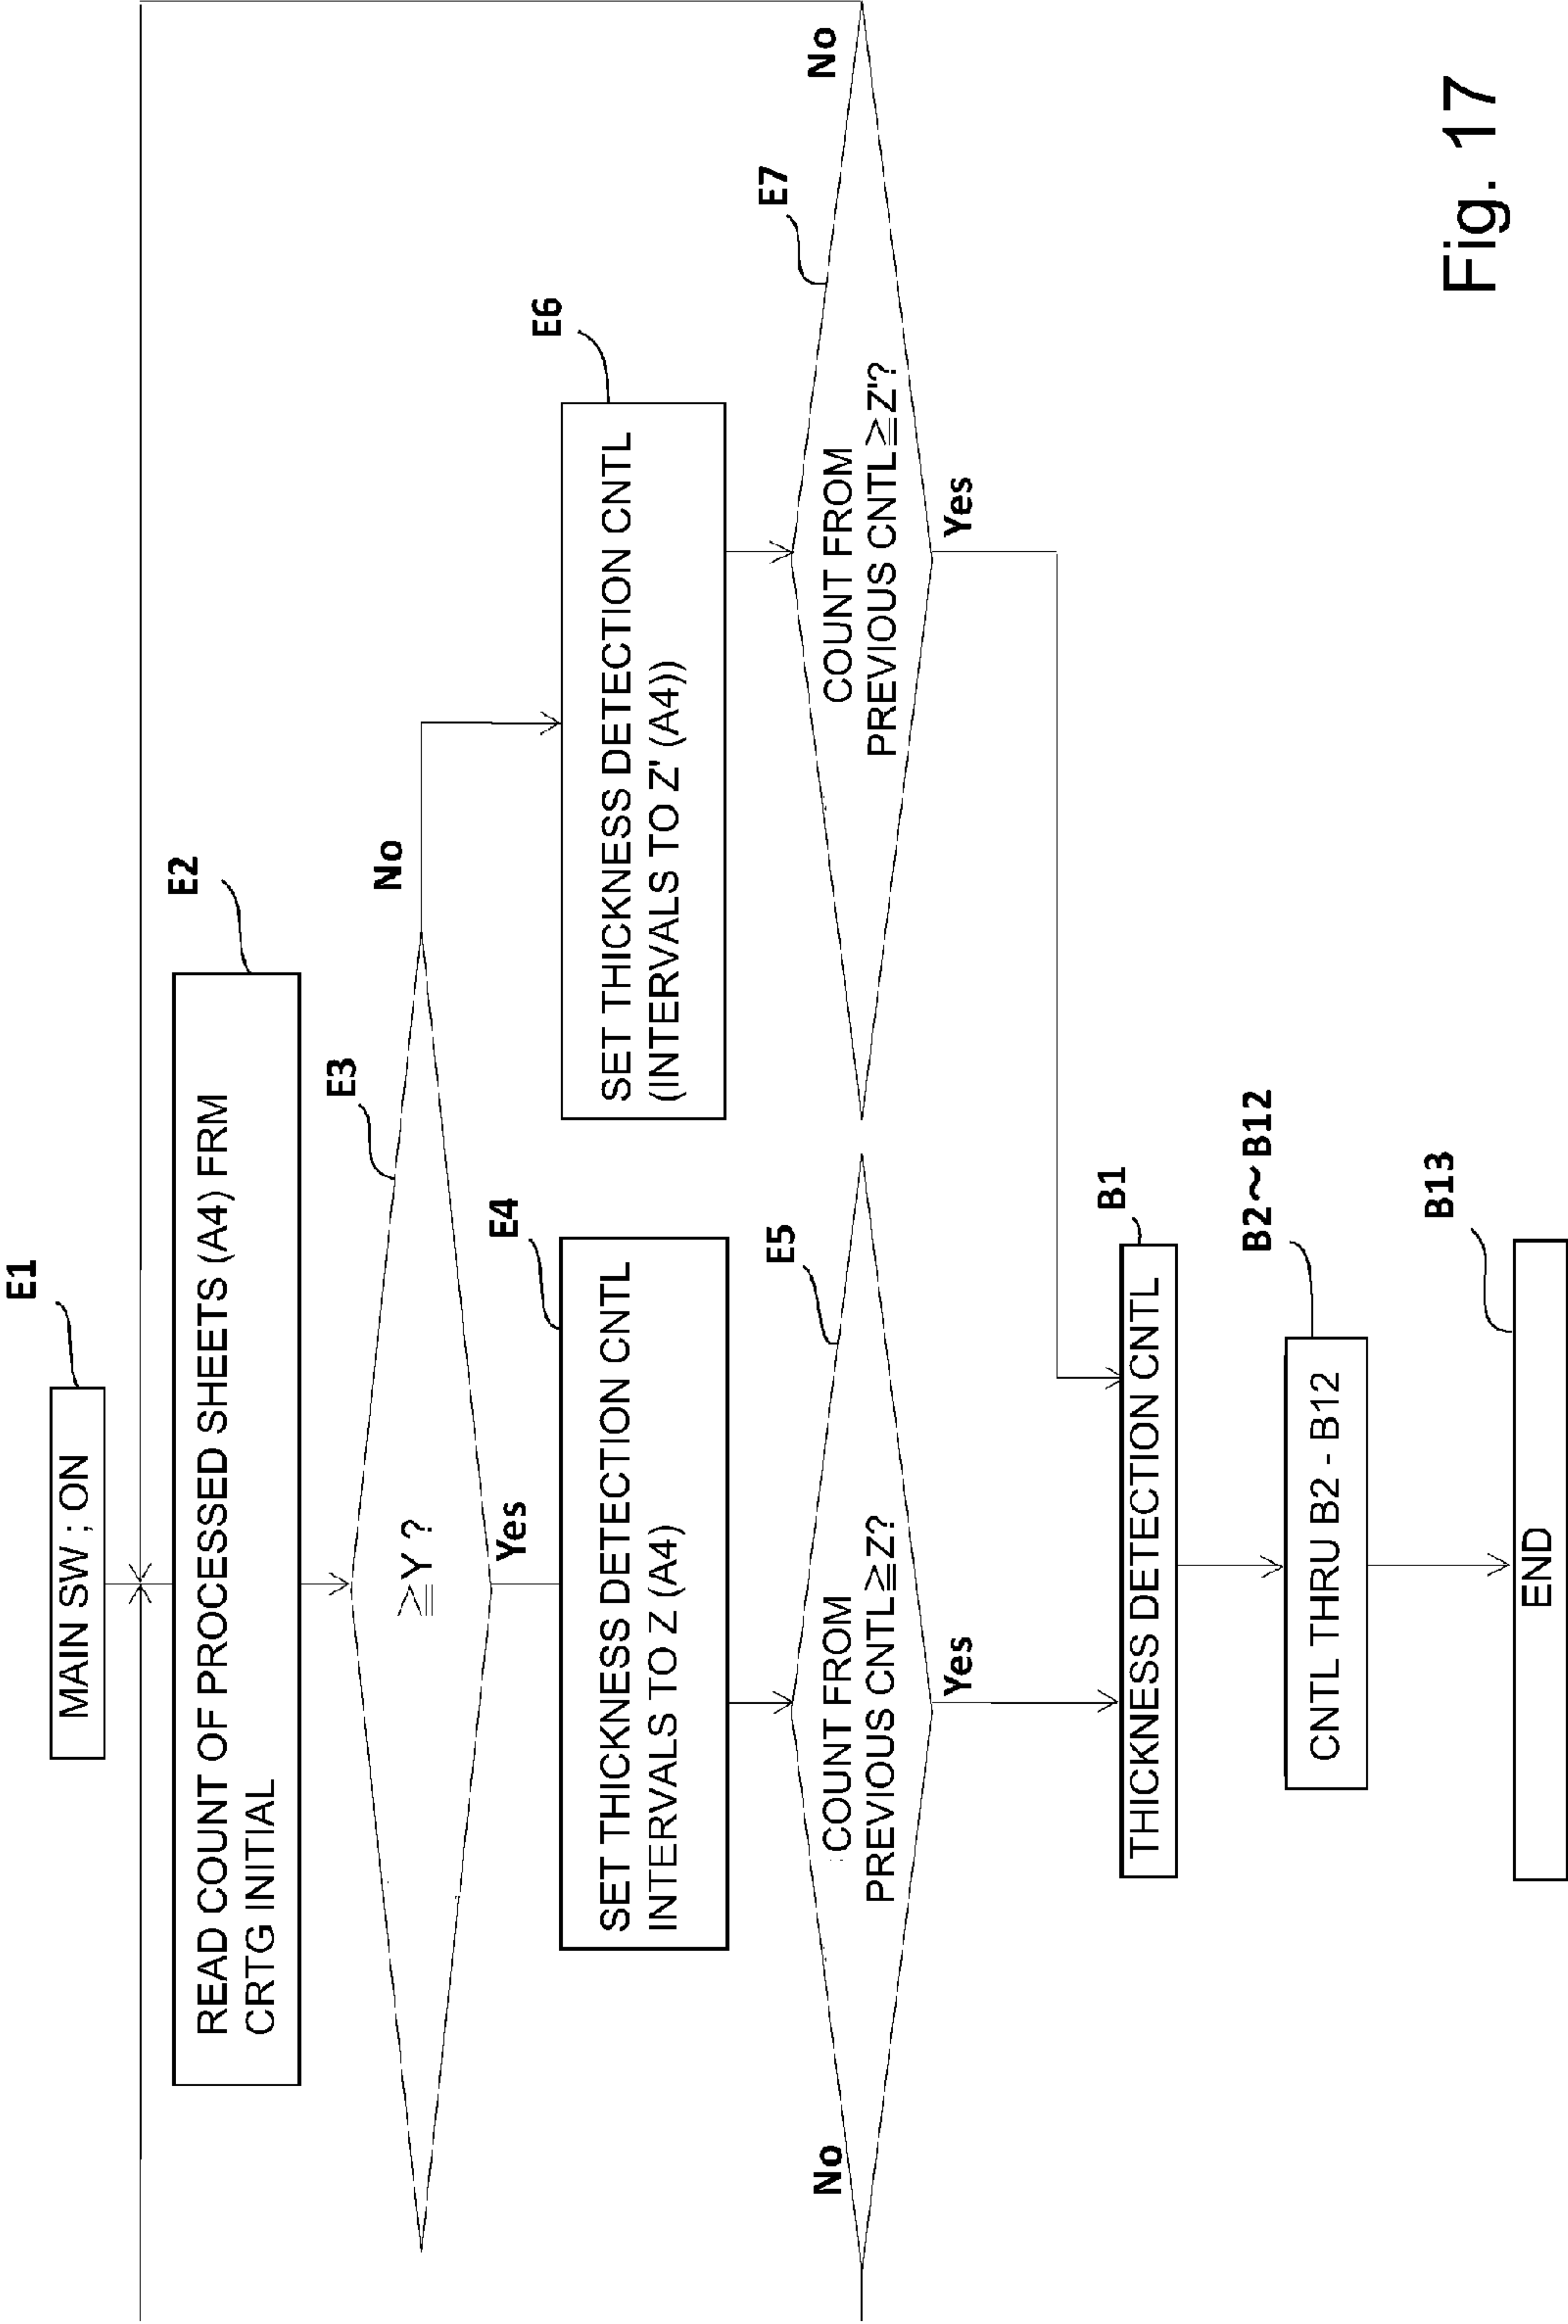 E1
MAIN SW ; ON
E2
READ COUNT OF PROCESSED SHEETS (A4) FRM
CRTG INITIAL
E3
≧Y ?
No
Yes
E4
SET THICKNESS DETECTION CNTL
INTERVALS TO Z (A4)
E6
SET THICKNESS DETECTION CNTL
(INTERVALS TO Z' (A4))
E5
COUNT FROM
PREVIOUS CNTL≧Z?
No
Yes
E7
COUNT FROM
PREVIOUS CNTL≧Z'?
No
Yes
B1
THICKNESS DETECTION CNTL
B2～B12
CNTL THRU B2 - B12
B13
END
Fig. 17